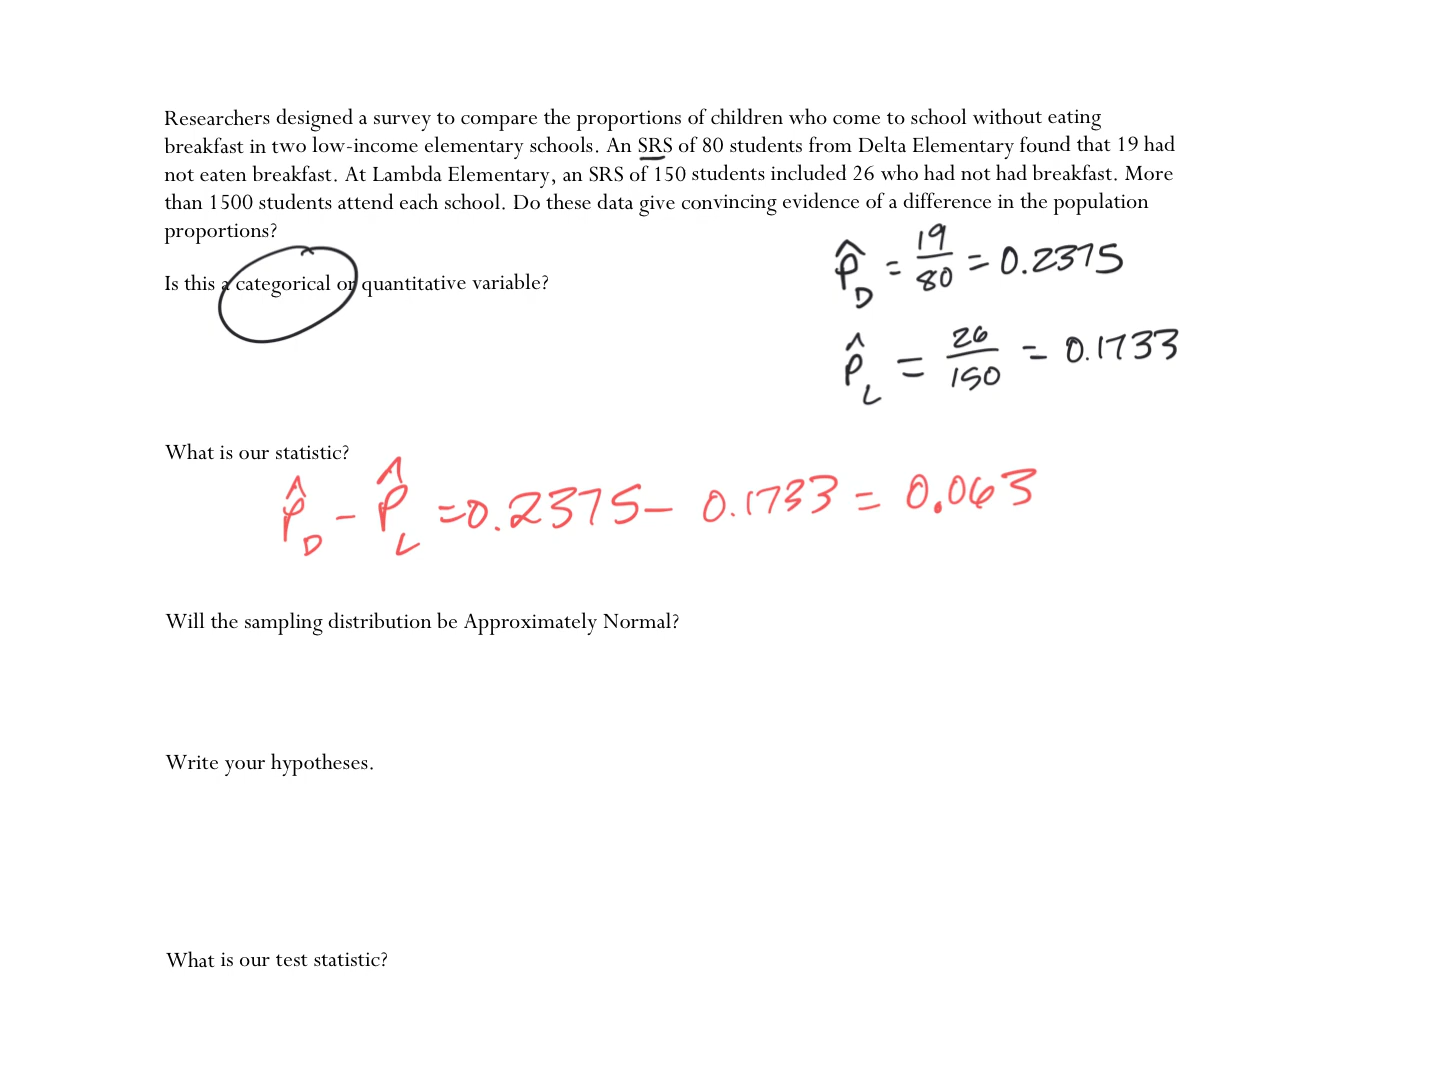 Researchers designed a survey to compare the proportions of children who come to school without eating
breakfast in two low-income elementary schools. An SRS of 80 students from Delta Elementary found that 19 had
not eaten breakfast. At Lambda Elementary, an SRS of 150 students included 26 who had not had breakfast. More
than 1500 students attend each school. Do these data give convincing evidence of a difference in the population
proportions?
p̂_D = 19/80 = 0.2375
Is this a categorical or quantitative variable?
p̂_L = 26/150 = 0.1733
What is our statistic?
p̂_D - p̂_L = 0.2375 - 0.1733 = 0.063
Will the sampling distribution be Approximately Normal?
Write your hypotheses.
What is our test statistic?